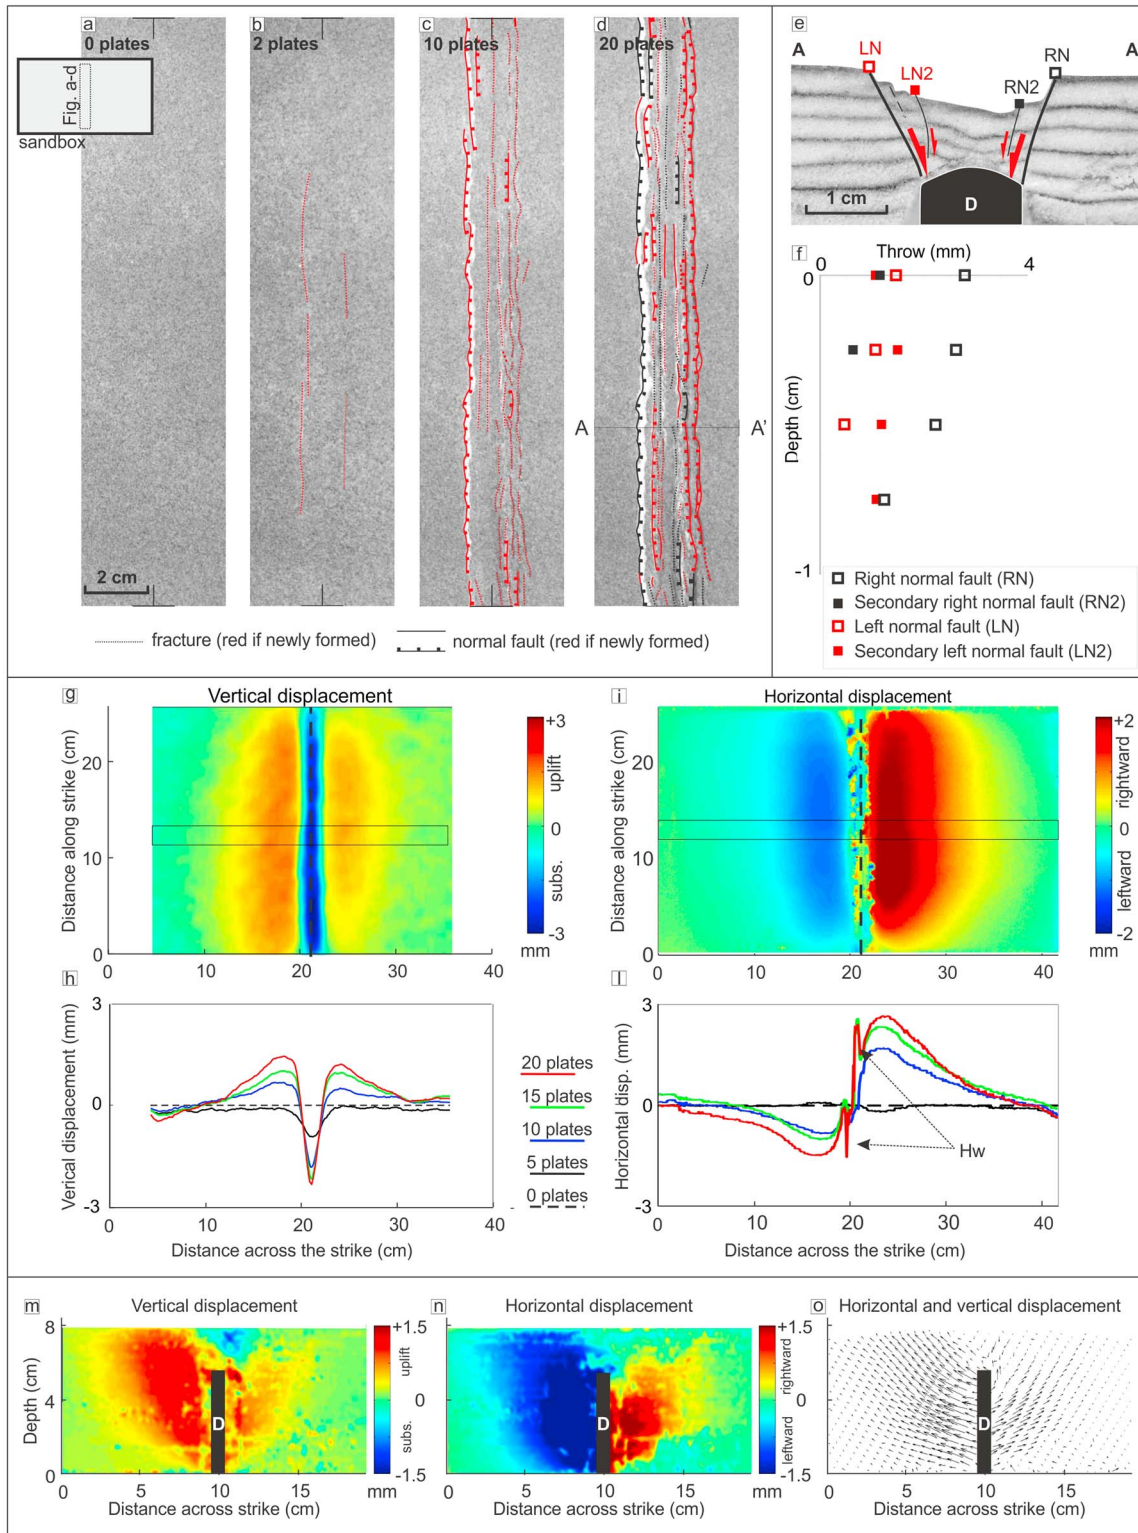 a
0 plates
b
2 plates
c
10 plates
d
20 plates
Fig. a-d
sandbox
2 cm
A
A'
fracture (red if newly formed)
normal fault (red if newly formed)
e
A
A
LN
LN2
RN2
RN
D
1 cm
f
Throw (mm)
0
4
0
Depth (cm)
-1
Right normal fault (RN)
Secondary right normal fault (RN2)
Left normal fault (LN)
Secondary left normal fault (LN2)
g
Vertical displacement
Distance along strike (cm)
20
10
0
0
10
20
30
40
+3
uplift
0
subs.
-3
mm
i
Horizontal displacement
Distance along strike (cm)
20
10
0
0
10
20
30
40
+2
rightward
0
leftward
-2
mm
h
Verical displacement (mm)
3
0
-3
0
10
20
30
40
Distance across the strike (cm)
20 plates
15 plates
10 plates
5 plates
0 plates
l
Horizontal disp. (mm)
3
0
-3
Hw
0
10
20
30
40
Distance across the strike (cm)
m
Vertical displacement
Depth (cm)
8
4
0
D
0
5
10
15
Distance across strike (cm)
+1.5
uplift
0
subs.
-1.5
mm
n
Horizontal displacement
D
0
5
10
15
Distance across strike (cm)
+1.5
rightward
0
leftward
-1.5
mm
o
Horizontal and vertical displacement
D
0
5
10
15
Distance across strike (cm)